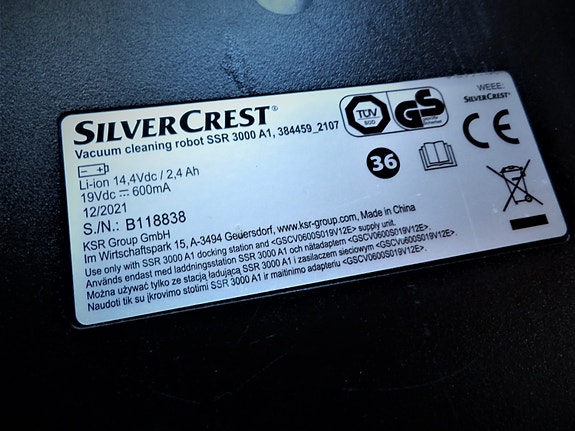 WEEE:
SILVERCREST®
SILVERCREST®
Vacuum cleaning robot SSR 3000 A1, 384459_2107
TÜV
SÜD
GS
geprüfte
Sicherheit
CE
36
Li-ion 14,4Vdc / 2,4 Ah
19Vdc ⎓ 600mA
12/2021
S./N.: B118838
KSR Group GmbH
Im Wirtschaftspark 15, A-3494 Geuersdorf, www.ksr-group.com, Made in China
Use only with SSR 3000 A1 docking station and <GSCV0600S019V12E> supply unit.
Används endast med laddningsstation SSR 3000 A1 och nätadaptern <GSCV0600S019V12E>.
Można używać tylko ze stacją ładującą SSR 3000 A1 i zasilaczem sieciowym <GSCV0600S019V12E>.
Naudoti tik su įkrovimo stotimi SSR 3000 A1 ir maitinimo adapteriu <GSCV0600S019V12E>.